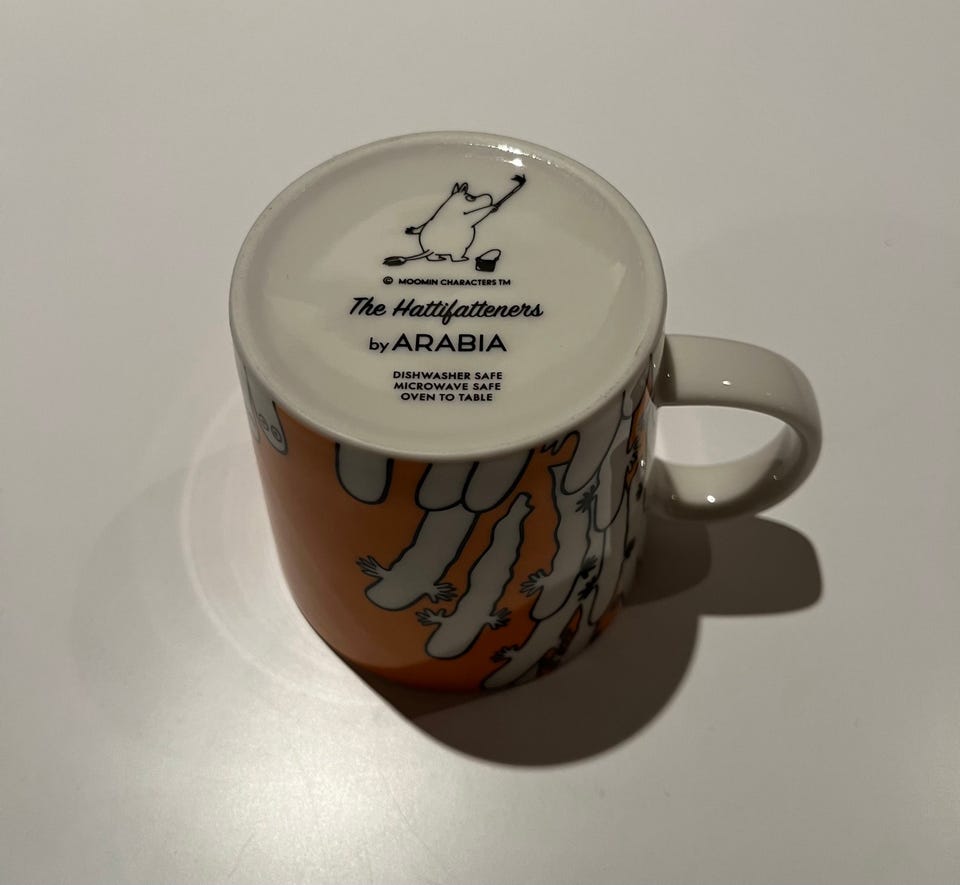 © MOOMIN CHARACTERS TM
The Hattifatteners
by ARABIA
DISHWASHER SAFE
MICROWAVE SAFE
OVEN TO TABLE